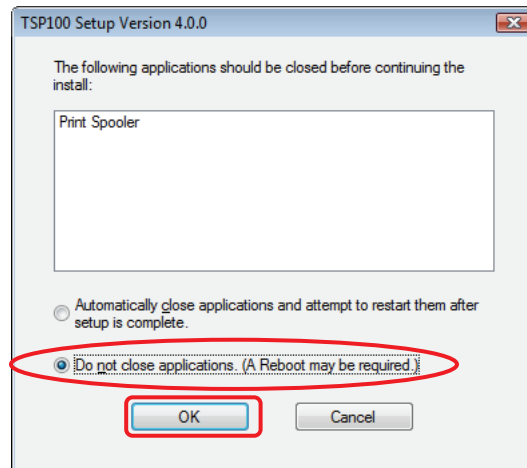 TSP100 Setup Version 4.0.0
The following applications should be closed before continuing the
install:
Print Spooler
Automatically close applications and attempt to restart them after
setup is complete.
Do not close applications. (A Reboot may be required.)
OK
Cancel